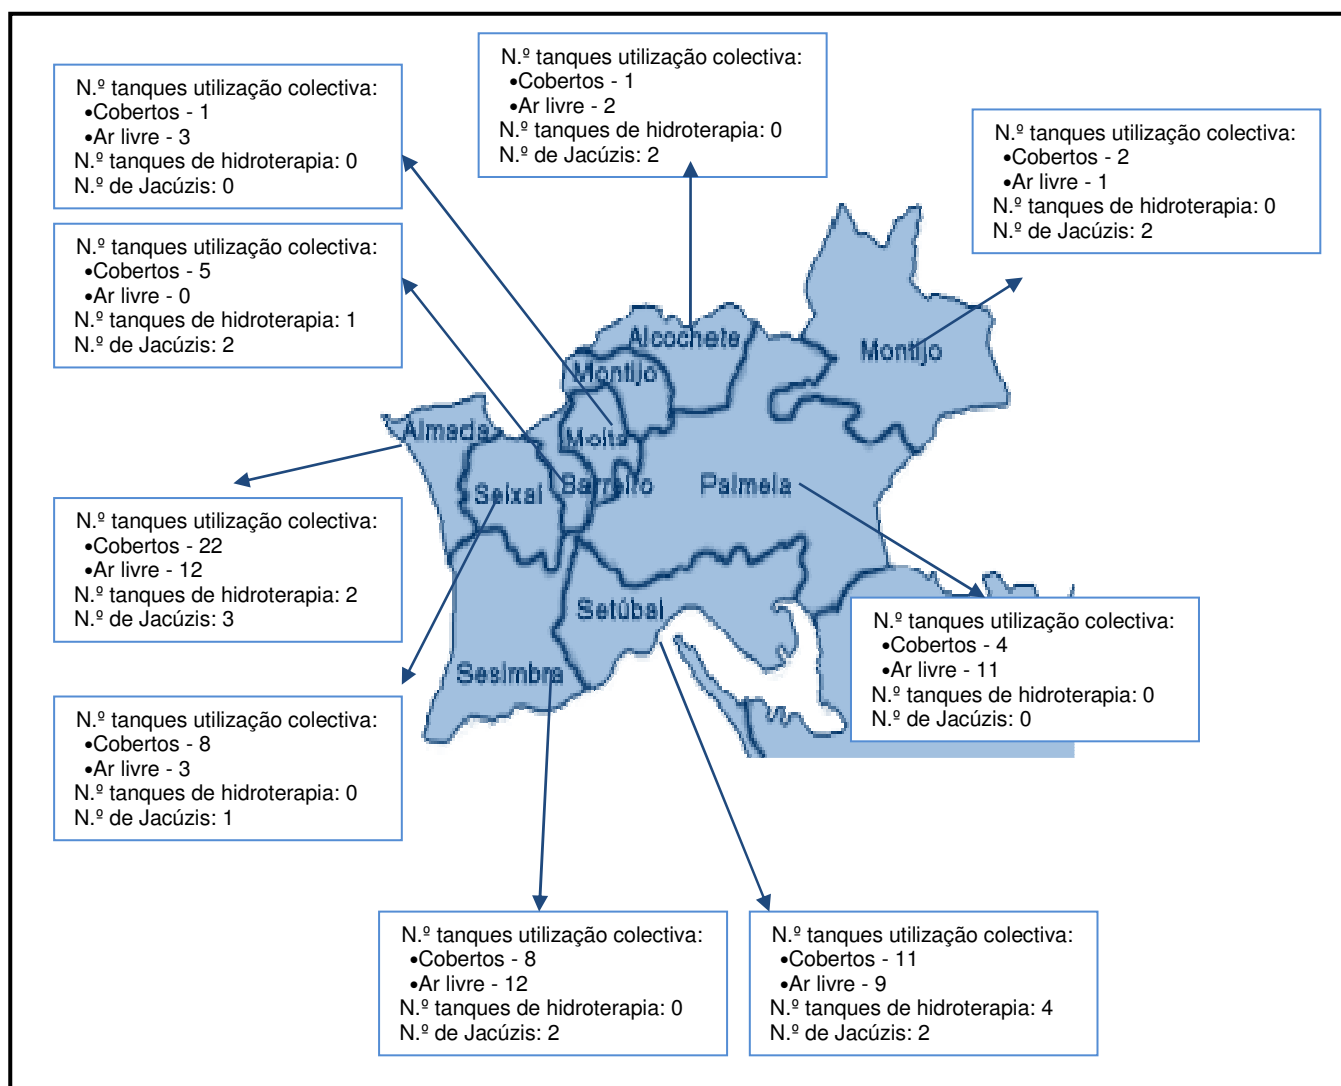 N.º tanques utilização colectiva:
•Cobertos - 1
•Ar livre - 2
N.º tanques de hidroterapia: 0
N.º de Jacúzis: 2
N.º tanques utilização colectiva:
•Cobertos - 1
•Ar livre - 3
N.º tanques de hidroterapia: 0
N.º de Jacúzis: 0
N.º tanques utilização colectiva:
•Cobertos - 2
•Ar livre - 1
N.º tanques de hidroterapia: 0
N.º de Jacúzis: 2
N.º tanques utilização colectiva:
•Cobertos - 5
•Ar livre - 0
N.º tanques de hidroterapia: 1
N.º de Jacúzis: 2
Alcochete
Montijo
Montijo
Almada
Moita
Seixal
Barreiro
Palmela
Setúbal
Sesimbra
N.º tanques utilização colectiva:
•Cobertos - 22
•Ar livre - 12
N.º tanques de hidroterapia: 2
N.º de Jacúzis: 3
N.º tanques utilização colectiva:
•Cobertos - 4
•Ar livre - 11
N.º tanques de hidroterapia: 0
N.º de Jacúzis: 0
N.º tanques utilização colectiva:
•Cobertos - 8
•Ar livre - 3
N.º tanques de hidroterapia: 0
N.º de Jacúzis: 1
N.º tanques utilização colectiva:
•Cobertos - 8
•Ar livre - 12
N.º tanques de hidroterapia: 0
N.º de Jacúzis: 2
N.º tanques utilização colectiva:
•Cobertos - 11
•Ar livre - 9
N.º tanques de hidroterapia: 4
N.º de Jacúzis: 2